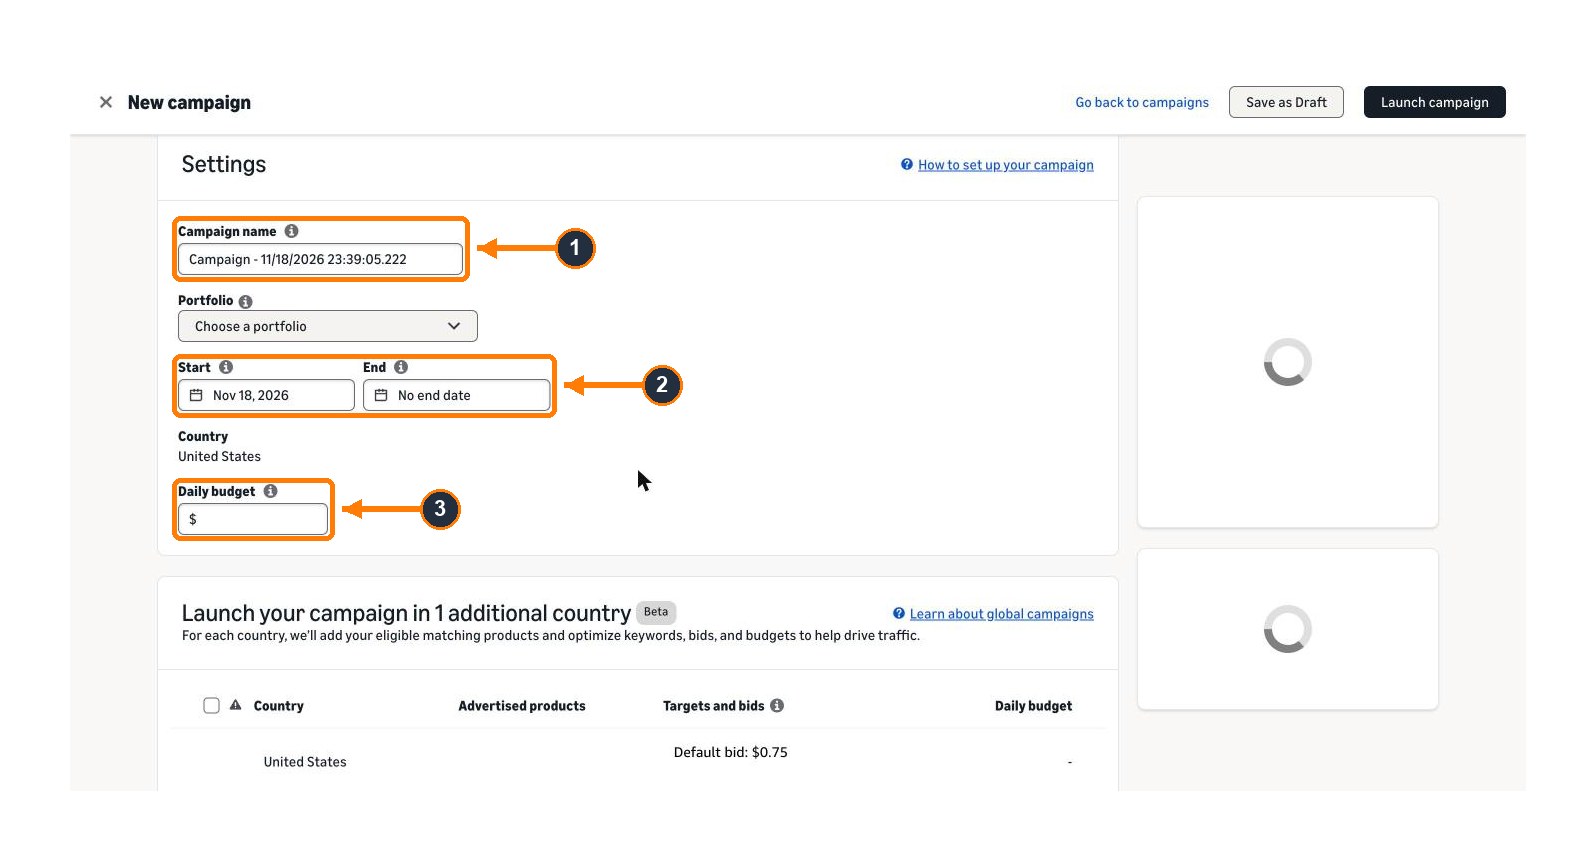 New campaign
Go back to campaigns
Save as Draft
Launch campaign
Settings
How to set up your campaign
Campaign name
Campaign - 11/18/2026 23:39:05.222
1
Portfolio
Choose a portfolio
Start
End
Nov 18, 2026
No end date
2
Country
United States
Daily budget
$
3
Launch your campaign in 1 additional country Beta
Learn about global campaigns
For each country, we'll add your eligible matching products and optimize keywords, bids, and budgets to help drive traffic.
Country
Advertised products
Targets and bids
Daily budget
United States
Default bid: $0.75
-